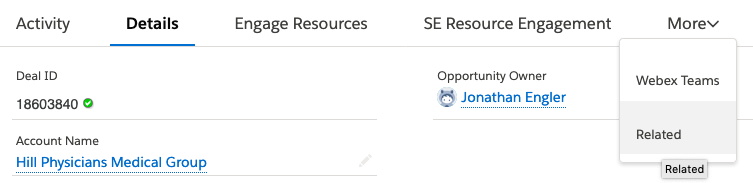 Activity Details Engage Resources SE Resource Engagement More
Deal ID
18603840
Opportunity Owner
Jonathan Engler
Account Name
Hill Physicians Medical Group
Webex Teams
Related
Related